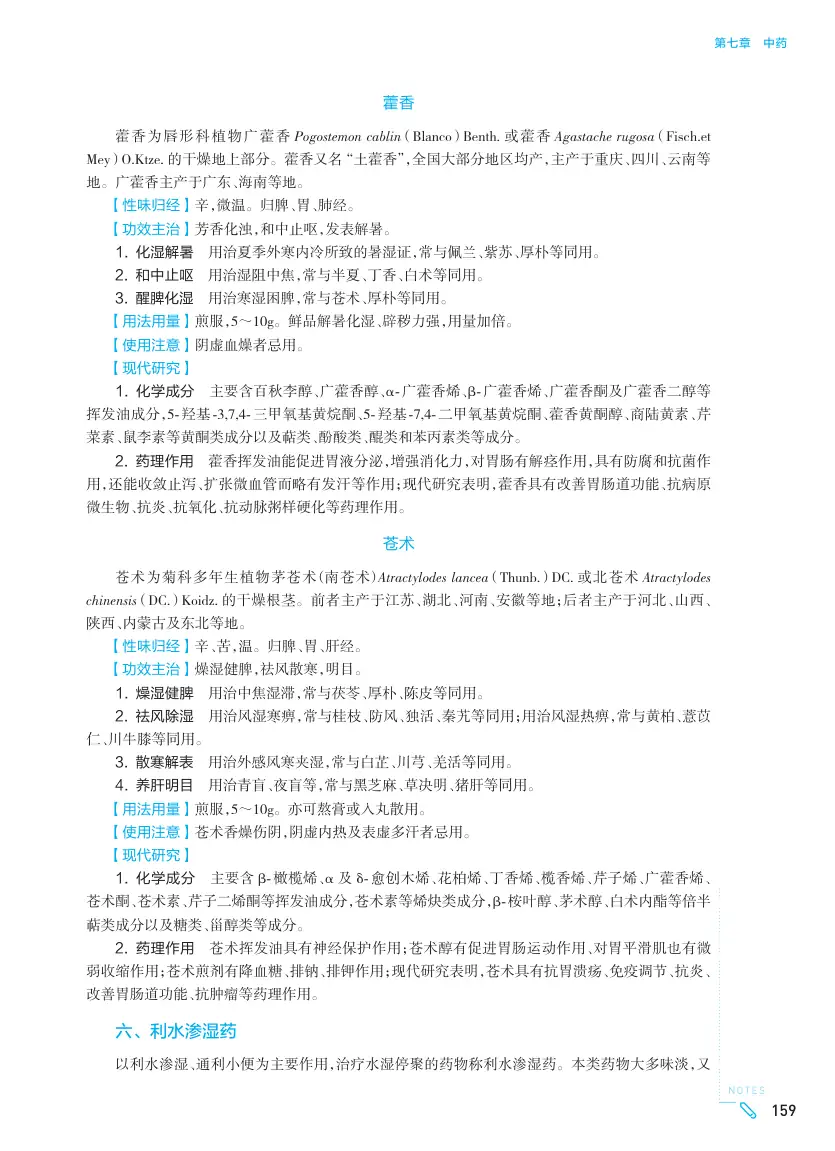 第七章　中药
藿香
藿香为唇形科植物广藿香 Pogostemon cablin（Blanco）Benth. 或藿香 Agastache rugosa（Fisch.et
Mey）O.Ktze. 的干燥地上部分。藿香又名“土藿香”，全国大部分地区均产，主产于重庆、四川、云南等
地。广藿香主产于广东、海南等地。
【性味归经】辛，微温。归脾、胃、肺经。
【功效主治】芳香化浊，和中止呕，发表解暑。
1. 化湿解暑　用治夏季外寒内冷所致的暑湿证，常与佩兰、紫苏、厚朴等同用。
2. 和中止呕　用治湿阻中焦，常与半夏、丁香、白术等同用。
3. 醒脾化湿　用治寒湿困脾，常与苍术、厚朴等同用。
【用法用量】煎服，5～10g。鲜品解暑化湿、辟秽力强，用量加倍。
【使用注意】阴虚血燥者忌用。
【现代研究】
1. 化学成分　主要含百秋李醇、广藿香醇、α-广藿香烯、β-广藿香烯、广藿香酮及广藿香二醇等
挥发油成分，5-羟基-3,7,4-三甲氧基黄烷酮、5-羟基-7,4-二甲氧基黄烷酮、藿香黄酮醇、商陆黄素、芹
菜素、鼠李素等黄酮类成分以及萜类、酚酸类、醌类和苯丙素类等成分。
2. 药理作用　藿香挥发油能促进胃液分泌，增强消化力，对胃肠有解痉作用，具有防腐和抗菌作
用，还能收敛止泻、扩张微血管而略有发汗等作用；现代研究表明，藿香具有改善胃肠道功能、抗病原
微生物、抗炎、抗氧化、抗动脉粥样硬化等药理作用。
苍术
苍术为菊科多年生植物茅苍术（南苍术）Atractylodes lancea（Thunb.）DC. 或北苍术 Atractylodes
chinensis（DC.）Koidz. 的干燥根茎。前者主产于江苏、湖北、河南、安徽等地；后者主产于河北、山西、
陕西、内蒙古及东北等地。
【性味归经】辛、苦，温。归脾、胃、肝经。
【功效主治】燥湿健脾，祛风散寒，明目。
1. 燥湿健脾　用治中焦湿滞，常与茯苓、厚朴、陈皮等同用。
2. 祛风除湿　用治风湿寒痹，常与桂枝、防风、独活、秦艽等同用；用治风湿热痹，常与黄柏、薏苡
仁、川牛膝等同用。
3. 散寒解表　用治外感风寒夹湿，常与白芷、川芎、羌活等同用。
4. 养肝明目　用治青盲、夜盲等，常与黑芝麻、草决明、猪肝等同用。
【用法用量】煎服，5～10g。亦可熬膏或入丸散用。
【使用注意】苍术香燥伤阴，阴虚内热及表虚多汗者忌用。
【现代研究】
1. 化学成分　主要含 β-橄榄烯、α 及 δ-愈创木烯、花柏烯、丁香烯、榄香烯、芹子烯、广藿香烯、
苍术酮、苍术素、芹子二烯酮等挥发油成分，苍术素等烯炔类成分，β-桉叶醇、茅术醇、白术内酯等倍半
萜类成分以及糖类、甾醇类等成分。
2. 药理作用　苍术挥发油具有神经保护作用；苍术醇有促进胃肠运动作用、对胃平滑肌也有微
弱收缩作用；苍术煎剂有降血糖、排钠、排钾作用；现代研究表明，苍术具有抗胃溃疡、免疫调节、抗炎、
改善胃肠道功能、抗肿瘤等药理作用。
六、利水渗湿药
以利水渗湿、通利小便为主要作用，治疗水湿停聚的药物称利水渗湿药。本类药物大多味淡，又
NOTES
159